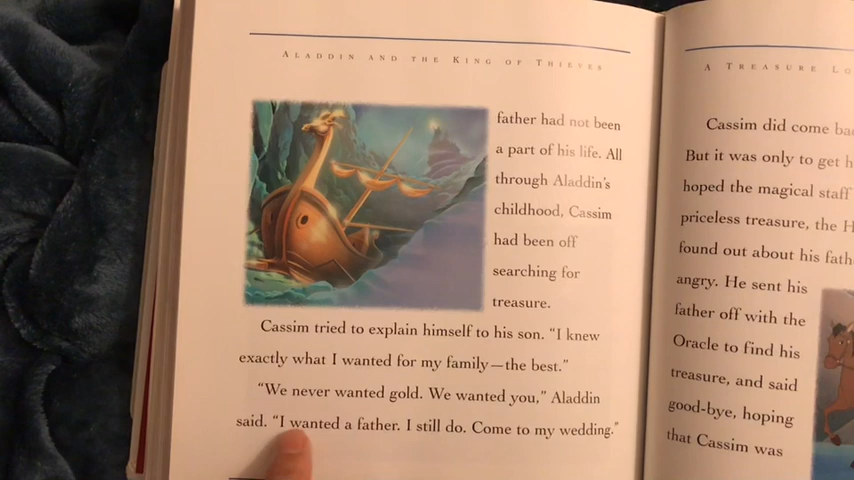 ALADDIN AND THE KING OF THIEVES
father had not been
a part of his life. All
through Aladdin's
childhood, Cassim
had been off
searching for
treasure.
Cassim tried to explain himself to his son. “I knew
exactly what I wanted for my family—the best.”
“We never wanted gold. We wanted you,” Aladdin
said. “I wanted a father. I still do. Come to my wedding.”
A TREASURE
Cassim did come
But it was only to get
hoped the magical staff
priceless treasure, the
found out about his
angry. He sent his
father off with the
Oracle to find his
treasure, and said
good-bye, hoping
that Cassim was